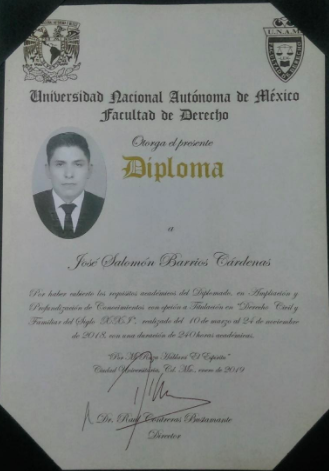 U.N.A.M.
Universidad Nacional Autónoma de México
Facultad de Derecho
Otorga el presente
Diploma
a
José Salomón Barrios Cárdenas
Por haber cubierto los requisitos académicos del Diplomado, en Ampliación y
Profundización de Conocimientos con opción a Titulación en "Derecho Civil y
Familiar del Siglo XXI", realizado del 10 de marzo al 24 de noviembre
de 2018, con una duración de 240 horas académicas.
"Por Mi Raza Hablará El Espíritu"
Ciudad Universitaria, Cd. Mx. enero de 2019
Dr. Raúl Contreras Bustamante
Director